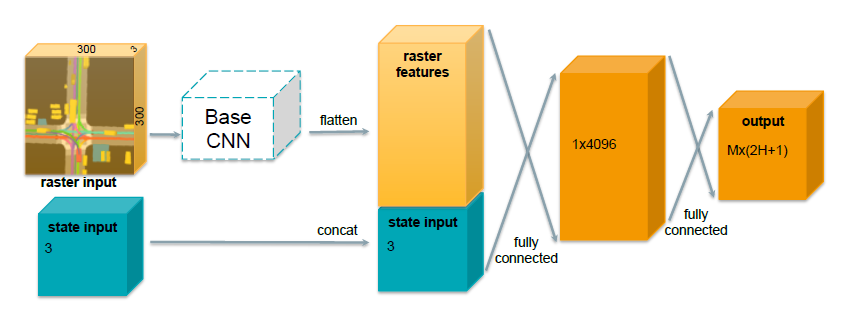 300
3
300
raster input
Base
CNN
flatten
raster
features
state input
3
concat
state input
3
fully
connected
1x4096
fully
connected
output
Mx(2H+1)